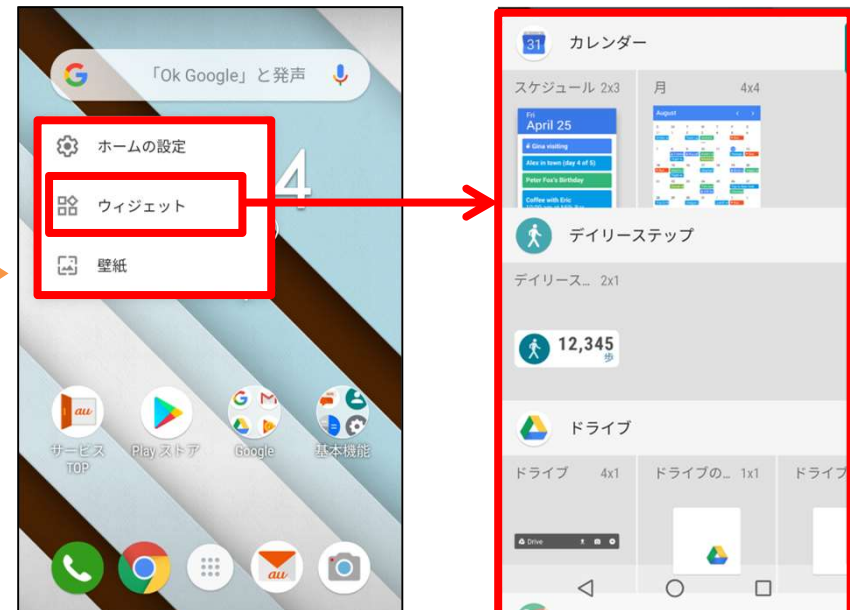 「Ok Google」と発声
ホームの設定
4
ウィジェット
壁紙
au
サービス
TOP
Play ストア
Google
基本機能
au
31
カレンダー
スケジュール 2x3
月 4x4
Fri
April 25
Gina visiting
Alex in town (day 4 of 5)
Peter Fox's Birthday
Coffee with Eric
August
デイリーステップ
デイリース… 2x1
12,345
歩
ドライブ
ドライブ 4x1
ドライブの… 1x1
ドライブ
Drive